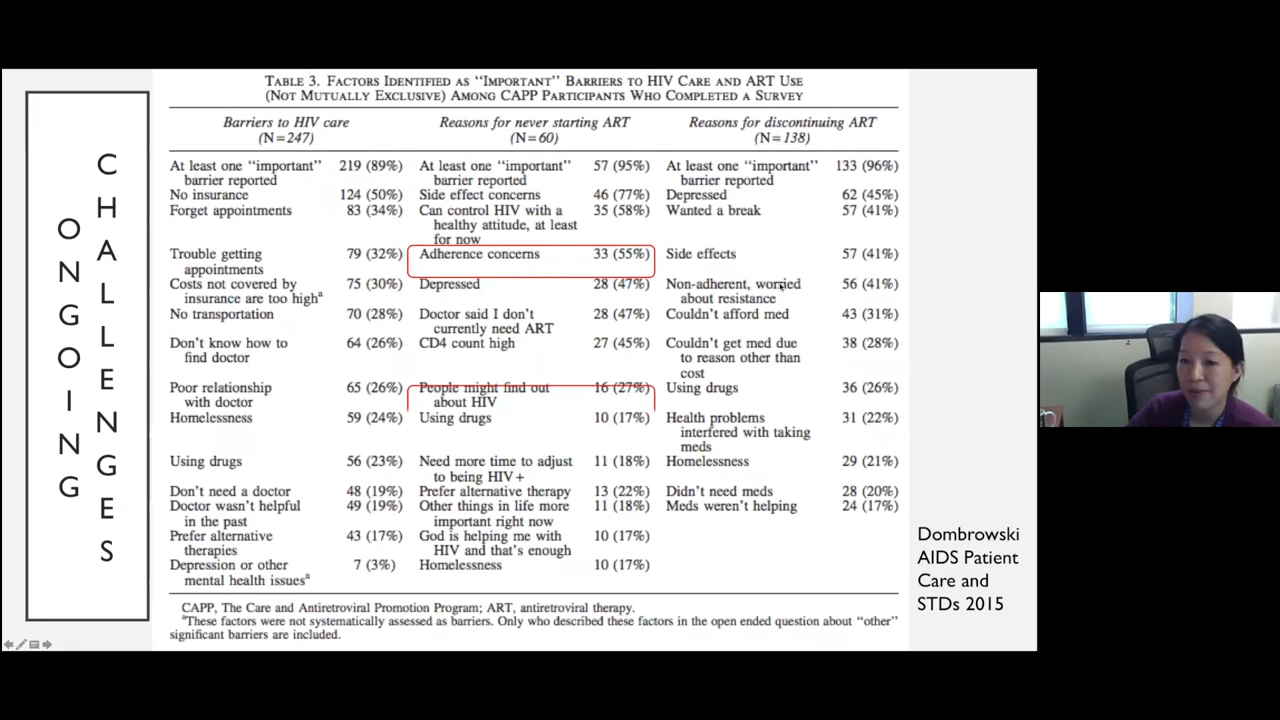 ONGOING
CHALLENGES
TABLE 3. FACTORS IDENTIFIED AS "IMPORTANT" BARRIERS TO HIV CARE AND ART USE
(NOT MUTUALLY EXCLUSIVE) AMONG CAPP PARTICIPANTS WHO COMPLETED A SURVEY
Barriers to HIV care
(N=247)
At least one "important" 219 (89%)
barrier reported
No insurance 124 (50%)
Forget appointments 83 (34%)
Trouble getting 79 (32%)
appointments
Costs not covered by 75 (30%)
insurance are too high^a
No transportation 70 (28%)
Don't know how to 64 (26%)
find doctor
Poor relationship 65 (26%)
with doctor
Homelessness 59 (24%)
Using drugs 56 (23%)
Don't need a doctor 48 (19%)
Doctor wasn't helpful 49 (19%)
in the past
Prefer alternative 43 (17%)
therapies
Depression or other 7 (3%)
mental health issues^a
Reasons for never starting ART
(N=60)
At least one "important" 57 (95%)
barrier reported
Side effect concerns 46 (77%)
Can control HIV with a 35 (58%)
healthy attitude, at least
for now
Adherence concerns 33 (55%)
Depressed 28 (47%)
Doctor said I don't 28 (47%)
currently need ART
CD4 count high 27 (45%)
People might find out 16 (27%)
about HIV
Using drugs 10 (17%)
Need more time to adjust 11 (18%)
to being HIV+
Prefer alternative therapy 13 (22%)
Other things in life more 11 (18%)
important right now
God is helping me with 10 (17%)
HIV and that's enough
Homelessness 10 (17%)
Reasons for discontinuing ART
(N=138)
At least one "important" 133 (96%)
barrier reported
Depressed 62 (45%)
Wanted a break 57 (41%)
Side effects 57 (41%)
Non-adherent, worried 56 (41%)
about resistance
Couldn't afford med 43 (31%)
Couldn't get med due 38 (28%)
to reason other than
cost
Using drugs 36 (26%)
Health problems 31 (22%)
interfered with taking
meds
Homelessness 29 (21%)
Didn't need meds 28 (20%)
Meds weren't helping 24 (17%)
CAPP, The Care and Antiretroviral Promotion Program; ART, antiretroviral therapy.
^aThese factors were not systematically assessed as barriers. Only who described these factors in the open ended question about "other"
significant barriers are included.
Dombrowski
AIDS Patient
Care and
STDs 2015